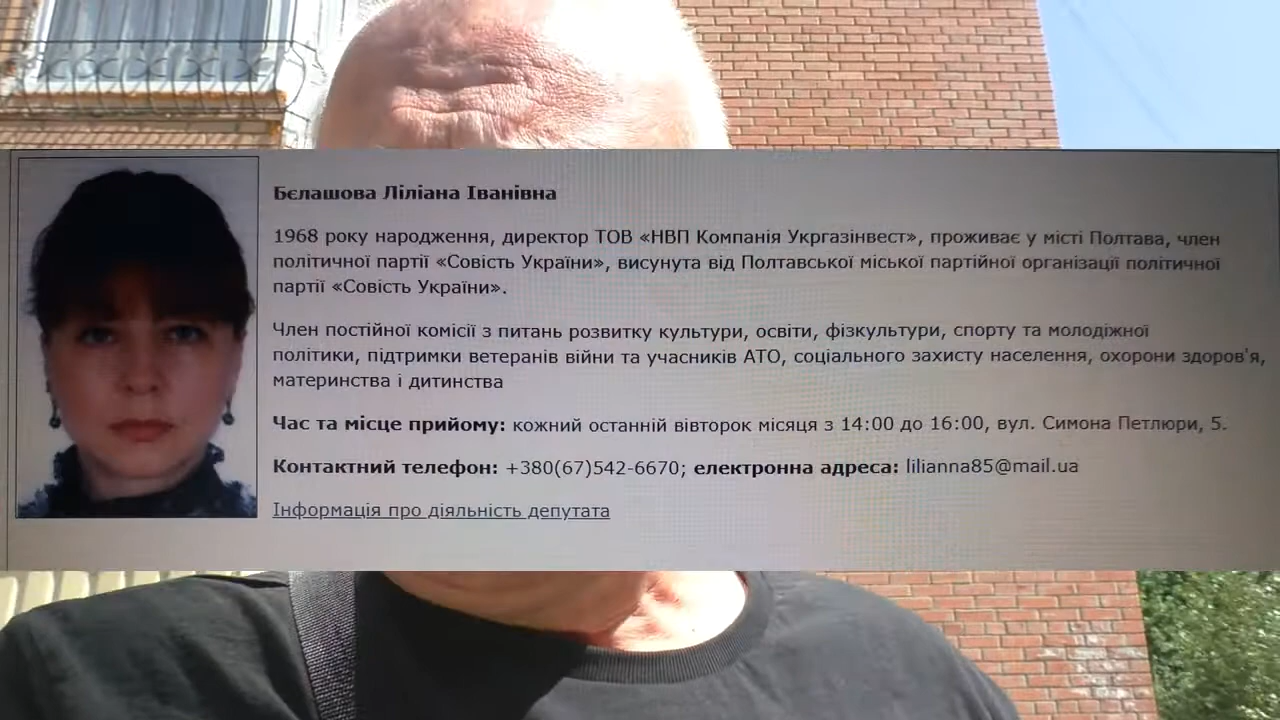 Бєлашова Ліліана Іванівна
1968 року народження, директор ТОВ «НВП Компанія Укргазінвест», проживає у місті Полтава, член
політичної партії «Совість України», висунута від Полтавської міської партійної організації політичної
партії «Совість України».
Член постійної комісії з питань розвитку культури, освіти, фізкультури, спорту та молодіжної
політики, підтримки ветеранів війни та учасників АТО, соціального захисту населення, охорони здоров'я,
материнства і дитинства
Час та місце прийому: кожний останній вівторок місяця з 14:00 до 16:00, вул. Симона Петлюри, 5.
Контактний телефон: +380(67)542-6670; електронна адреса: lilianna85@mail.ua
Інформація про діяльність депутата